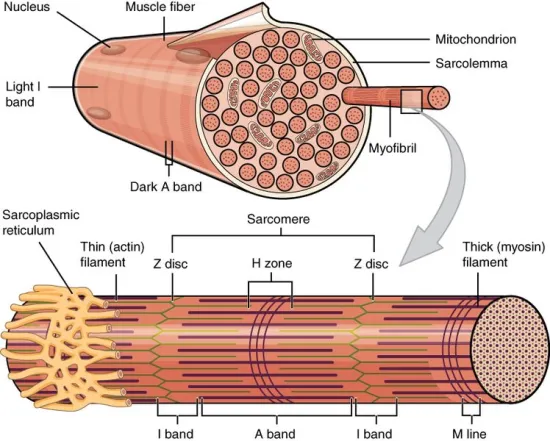 Nucleus
Muscle fiber
Mitochondrion
Sarcolemma
Light I
band
Myofibril
Dark A band
Sarcoplasmic
reticulum
Sarcomere
Thin (actin)
filament
Z disc
H zone
Z disc
Thick (myosin)
filament
I band
A band
I band
M line